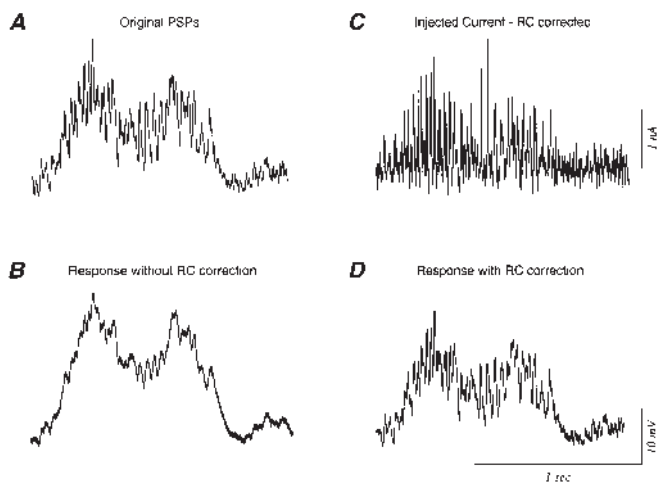 A Original PSPs
C Injected Current - RC corrected
1 nA
B Response without RC correction
D Response with RC correction
10 mV
1 sec